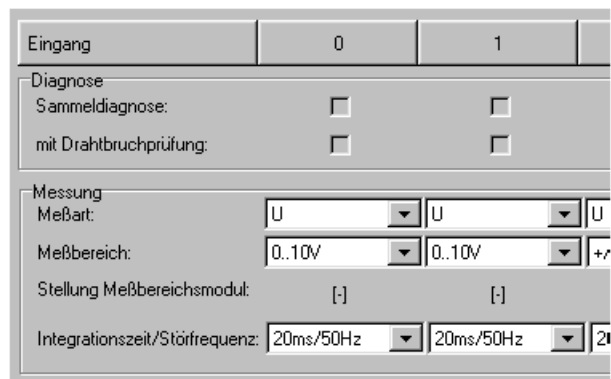 Eingang 0 1
Diagnose
Sammeldiagnose:
mit Drahtbruchprüfung:
Messung
Meßart: U U U
Meßbereich: 0..10V 0..10V +/
Stellung Meßbereichsmodul: [-] [-]
Integrationszeit/Störfrequenz: 20ms/50Hz 20ms/50Hz 2